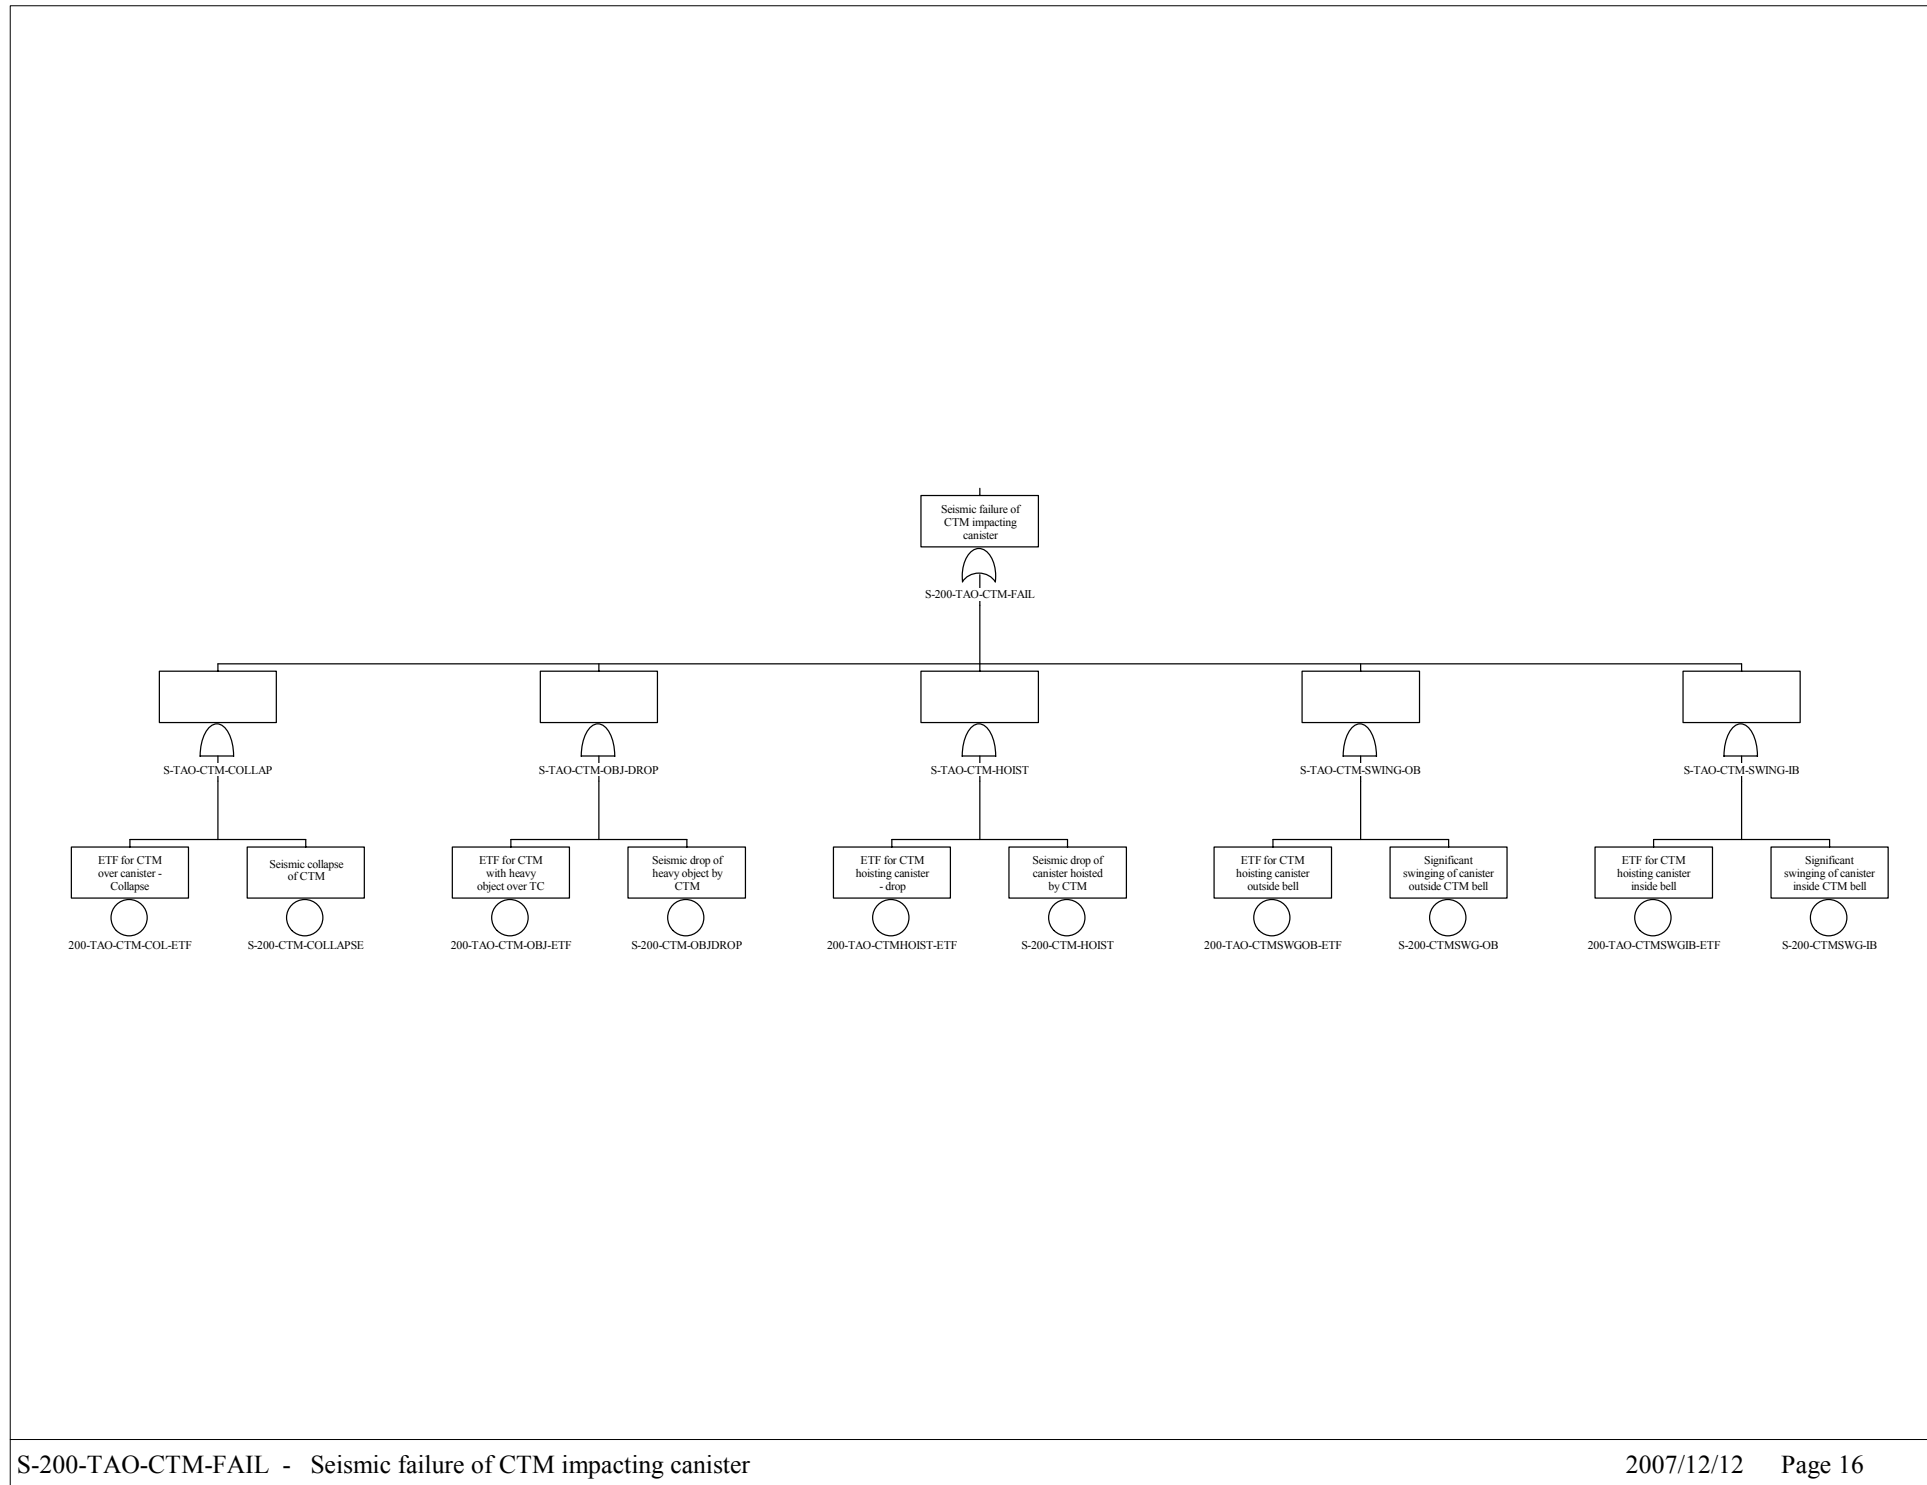 Seismic failure of
CTM impacting
canister
S-200-TAO-CTM-FAIL
S-TAO-CTM-COLLAP
S-TAO-CTM-OBJ-DROP
S-TAO-CTM-HOIST
S-TAO-CTM-SWING-OB
S-TAO-CTM-SWING-IB
ETF for CTM
over canister -
Collapse
200-TAO-CTM-COL-ETF
Seismic collapse
of CTM
S-200-CTM-COLLAPSE
ETF for CTM
with heavy
object over TC
200-TAO-CTM-OBJ-ETF
Seismic drop of
heavy object by
CTM
S-200-CTM-OBJDROP
ETF for CTM
hoisting canister
- drop
200-TAO-CTMHOIST-ETF
Seismic drop of
canister hoisted
by CTM
S-200-CTM-HOIST
ETF for CTM
hoisting canister
outside bell
200-TAO-CTMSWGOB-ETF
Significant
swinging of canister
outside CTM bell
S-200-CTMSWG-OB
ETF for CTM
hoisting canister
inside bell
200-TAO-CTMSWGIB-ETF
Significant
swinging of canister
inside CTM bell
S-200-CTMSWG-IB
S-200-TAO-CTM-FAIL - Seismic failure of CTM impacting canister
2007/12/12 Page 16